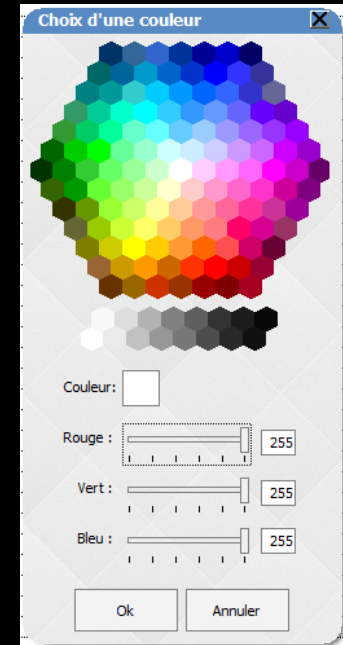 Choix d'une couleur
Couleur:
Rouge : 255
Vert : 255
Bleu : 255
Ok Annuler